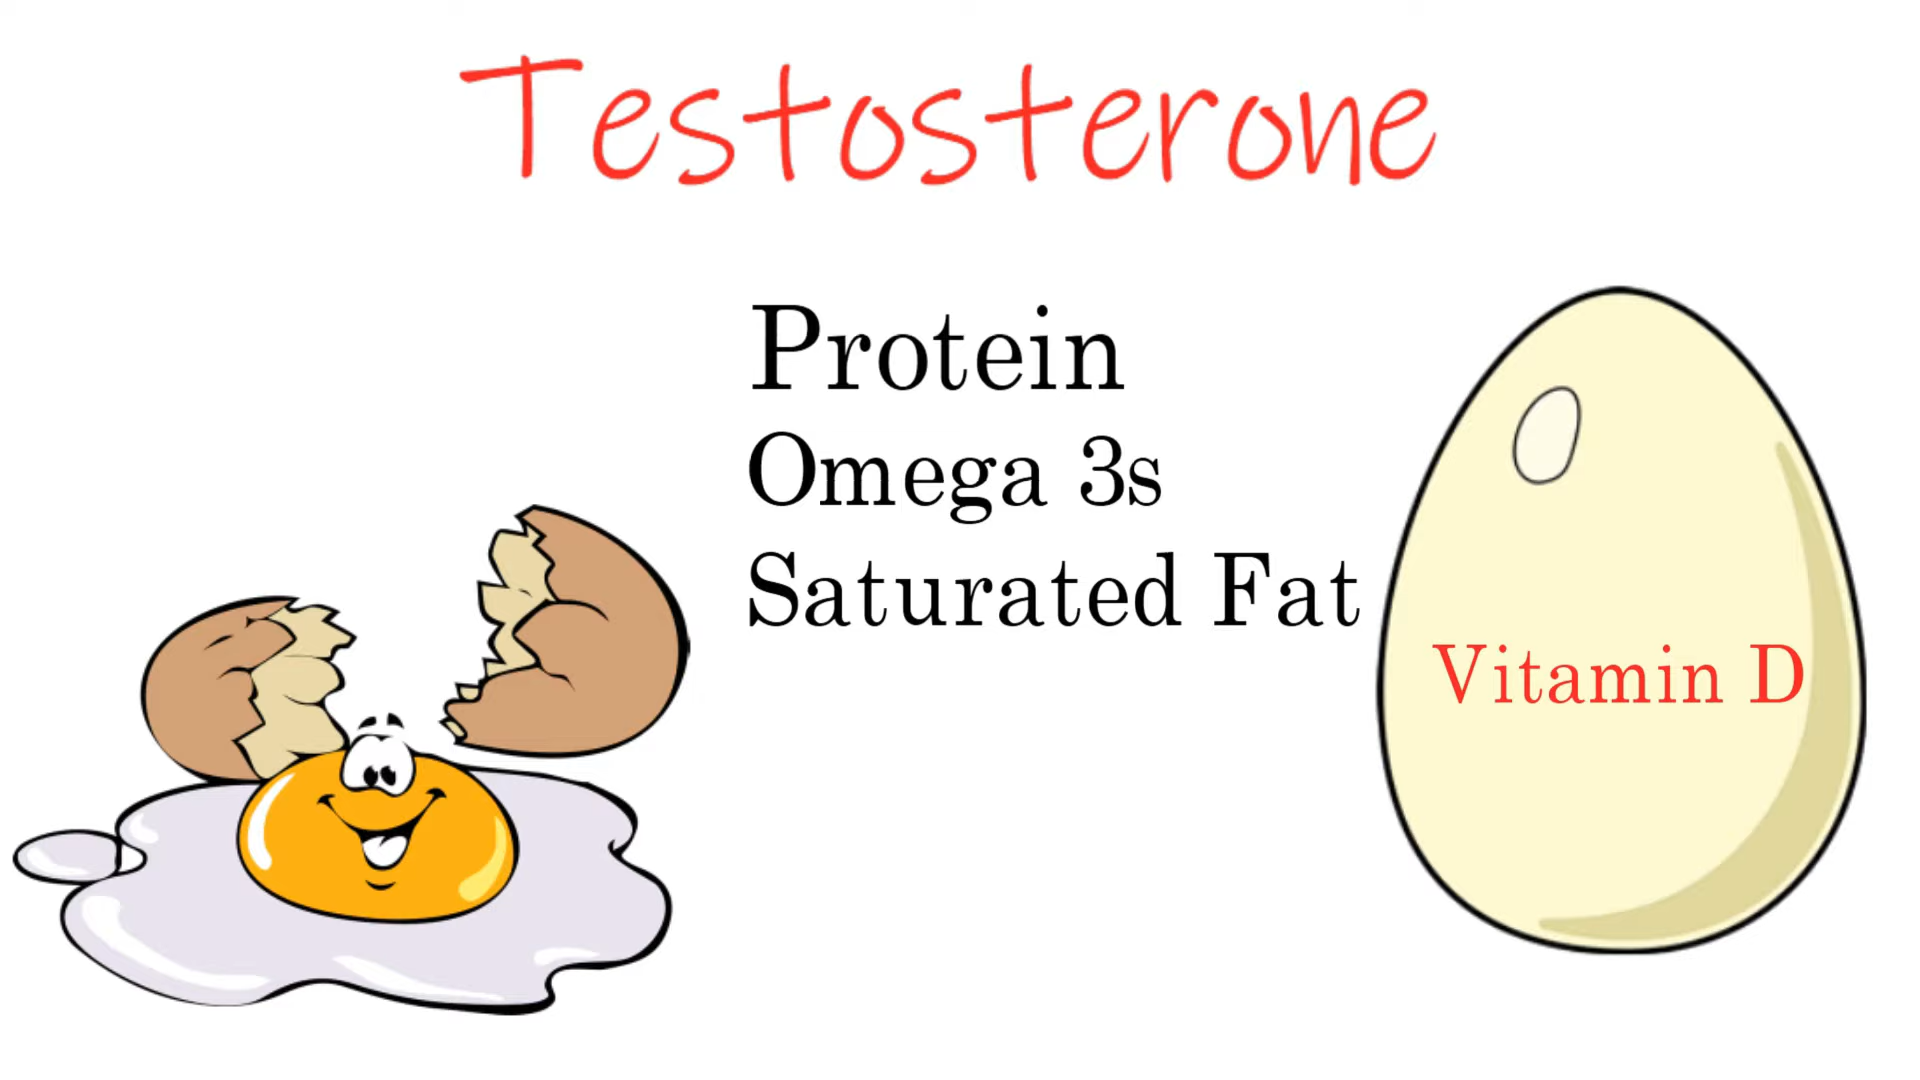 Testosterone
Protein
Omega 3s
Saturated Fat
Vitamin D